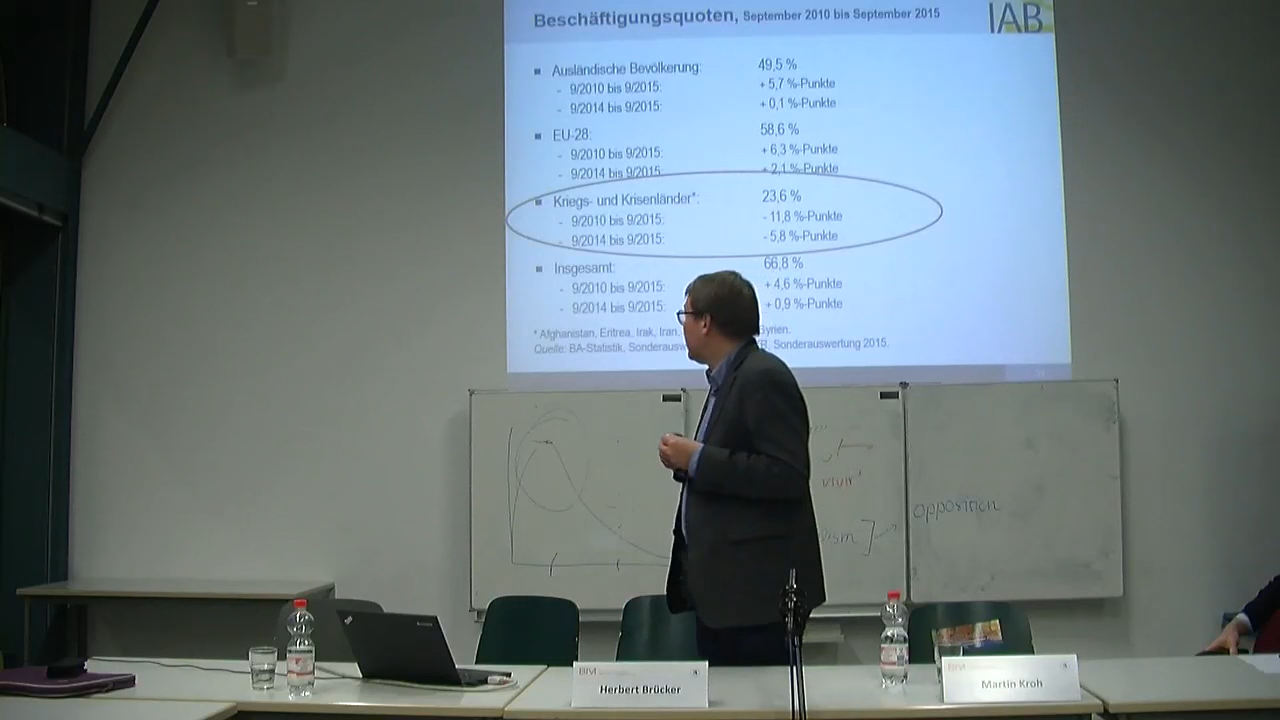 Beschäftigungsquoten, September 2010 bis September 2015
IAB
Ausländische Bevölkerung: 49,5 %
- 9/2010 bis 9/2015: + 5,7 %-Punkte
- 9/2014 bis 9/2015: + 0,1 %-Punkte
EU-28: 58,6 %
- 9/2010 bis 9/2015: + 6,3 %-Punkte
- 9/2014 bis 9/2015: + 2,1 %-Punkte
Kriegs- und Krisenländer*: 23,6 %
- 9/2010 bis 9/2015: - 11,8 %-Punkte
- 9/2014 bis 9/2015: - 5,8 %-Punkte
Insgesamt: 66,8 %
- 9/2010 bis 9/2015: + 4,6 %-Punkte
- 9/2014 bis 9/2015: + 0,9 %-Punkte
* Afghanistan, Eritrea, Irak, Iran, Syrien.
Quelle: BA-Statistik, Sonderauswertung 2015.
opposition
BIM
Herbert Brücker
BIM
Martin Kroh